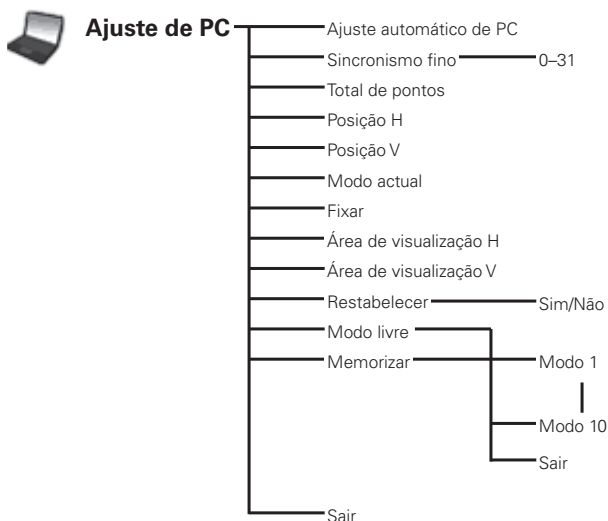 Ajuste de PC
Ajuste automático de PC
Sincronismo fino 0–31
Total de pontos
Posição H
Posição V
Modo actual
Fixar
Área de visualização H
Área de visualização V
Restabelecer Sim/Não
Modo livre
Memorizar Modo 1
Modo 10
Sair
Sair